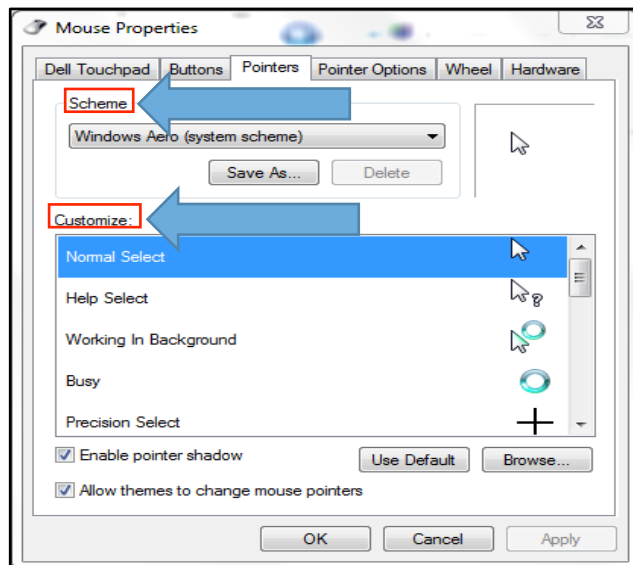 Mouse Properties
Dell Touchpad Buttons Pointers Pointer Options Wheel Hardware
Scheme
Windows Aero (system scheme)
Save As... Delete
Customize:
Normal Select
Help Select
Working In Background
Busy
Precision Select
Enable pointer shadow
Use Default Browse...
Allow themes to change mouse pointers
OK Cancel Apply